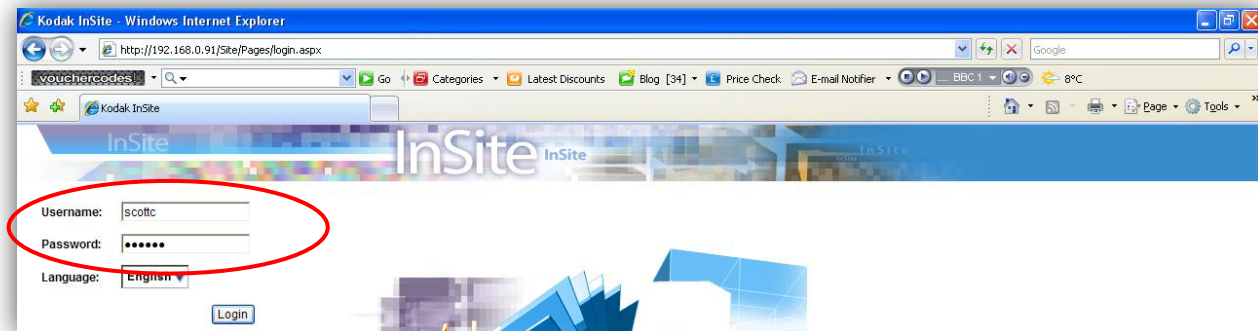 Kodak InSite - Windows Internet Explorer
http://192.168.0.91/Site/Pages/login.aspx
Google
vouchercodes Go Categories Latest Discounts Blog [34] Price Check E-mail Notifier BBC 1 8°C
Kodak InSite Page Tools »
InSite InSite InSite InSite
InSite
Username: scottc
Password: ••••••
Language: English
Login